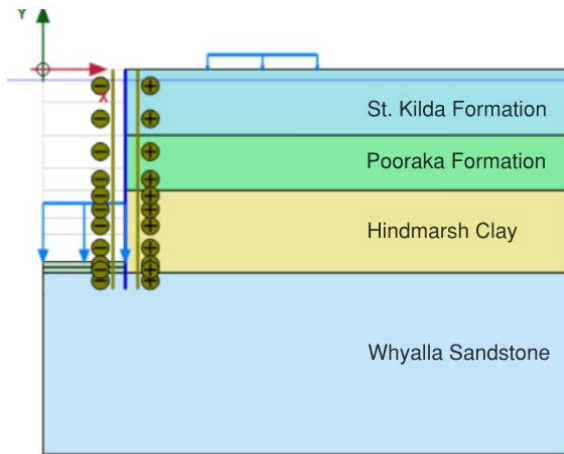 Y
X
St. Kilda Formation
Pooraka Formation
Hindmarsh Clay
Whyalla Sandstone